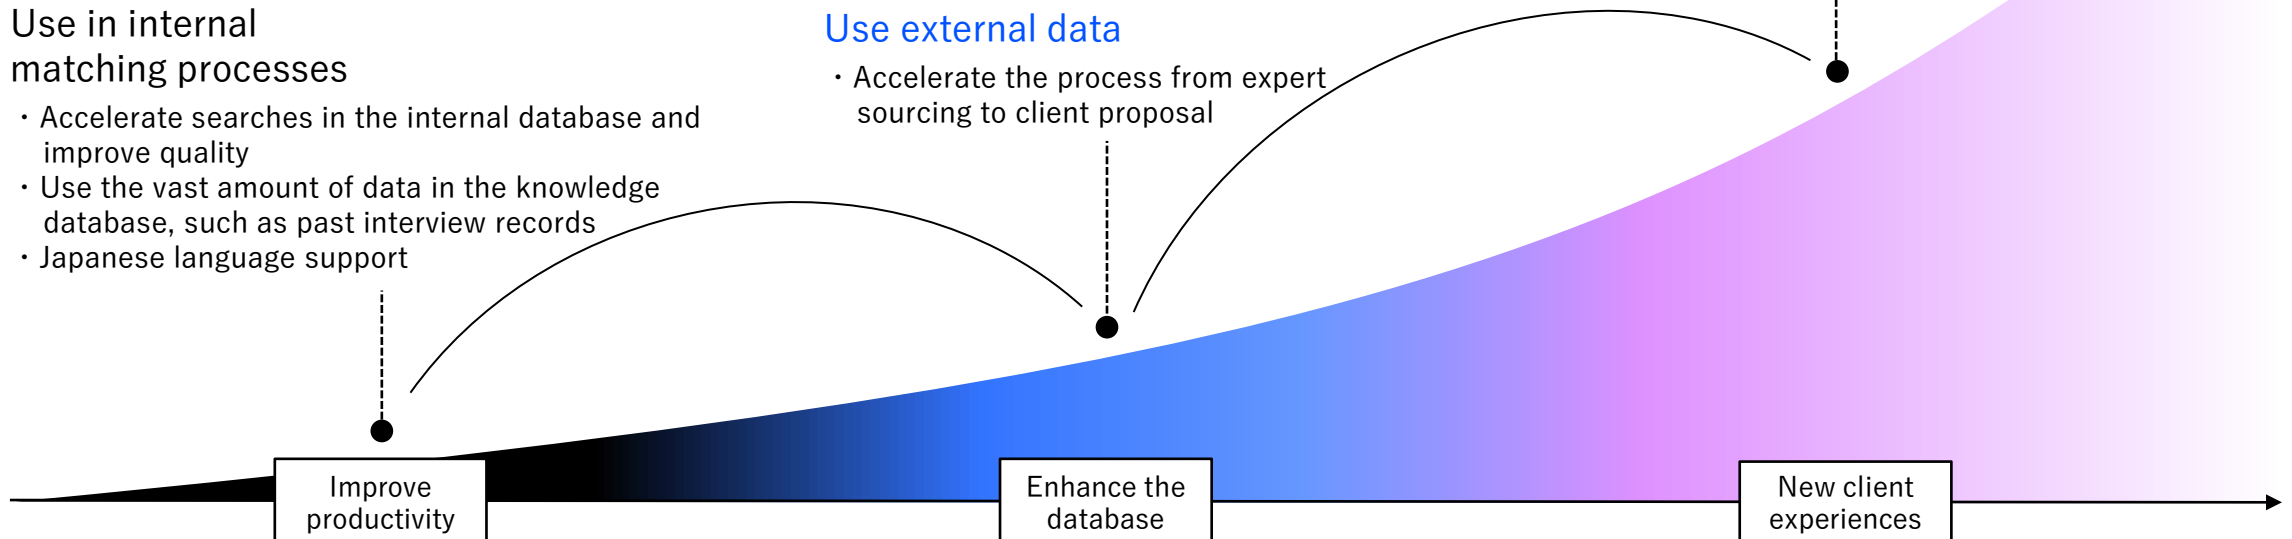 Use in internal
matching processes
・Accelerate searches in the internal database and
improve quality
・Use the vast amount of data in the knowledge
database, such as past interview records
・Japanese language support
Use external data
・Accelerate the process from expert
sourcing to client proposal
Improve
productivity
Enhance the
database
New client
experiences